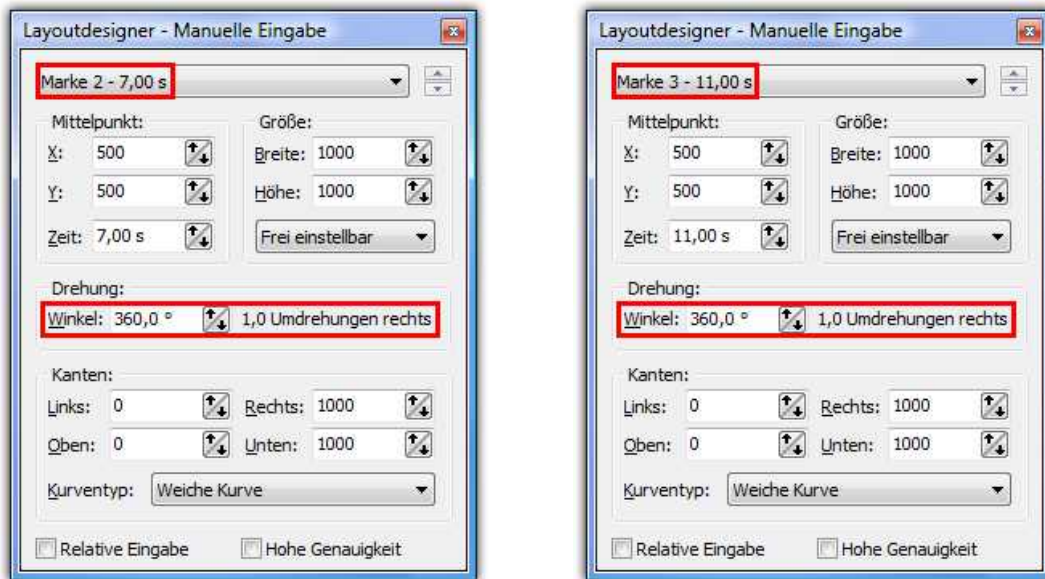 Layoutdesigner - Manuelle Eingabe
Marke 2 - 7,00 s
Mittelpunkt: Größe:
X: 500 Breite: 1000
Y: 500 Höhe: 1000
Zeit: 7,00 s Frei einstellbar
Drehung:
Winkel: 360,0 ° 1,0 Umdrehungen rechts
Kanten:
Links: 0 Rechts: 1000
Oben: 0 Unten: 1000
Kurventyp: Weiche Kurve
Relative Eingabe Hohe Genauigkeit
Layoutdesigner - Manuelle Eingabe
Marke 3 - 11,00 s
Mittelpunkt: Größe:
X: 500 Breite: 1000
Y: 500 Höhe: 1000
Zeit: 11,00 s Frei einstellbar
Drehung:
Winkel: 360,0 ° 1,0 Umdrehungen rechts
Kanten:
Links: 0 Rechts: 1000
Oben: 0 Unten: 1000
Kurventyp: Weiche Kurve
Relative Eingabe Hohe Genauigkeit